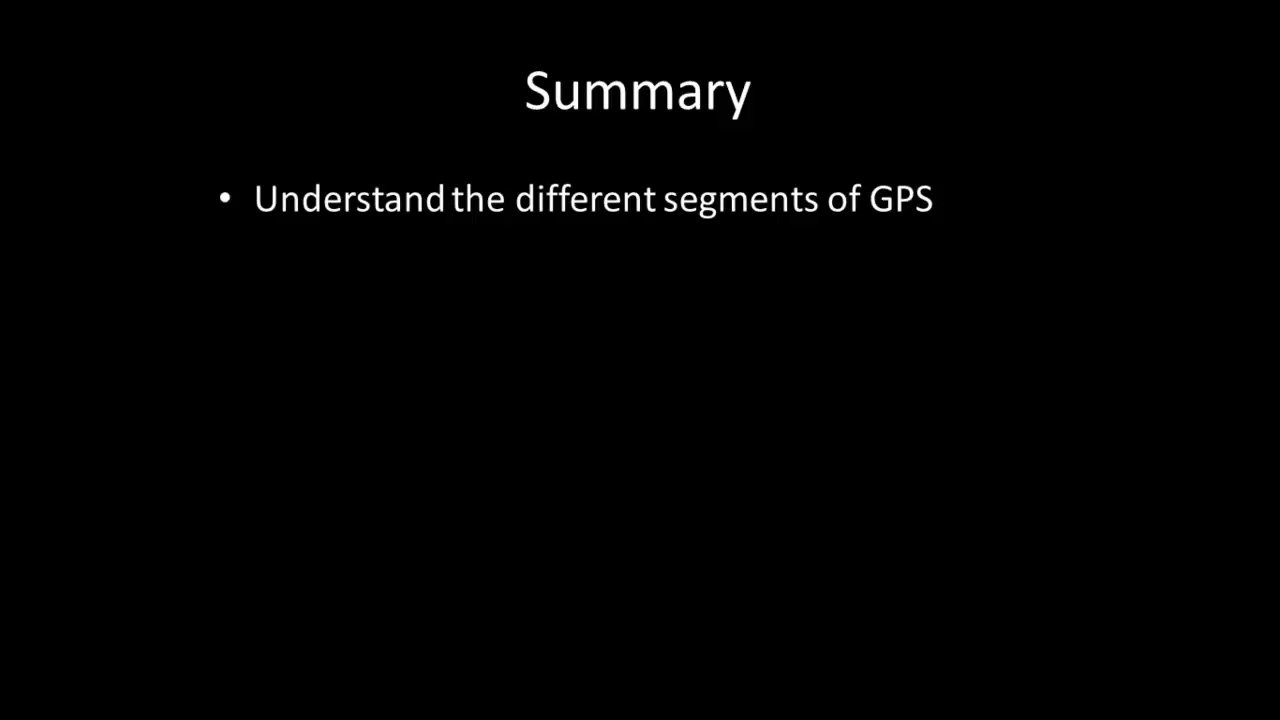 Summary
• Understand the different segments of GPS